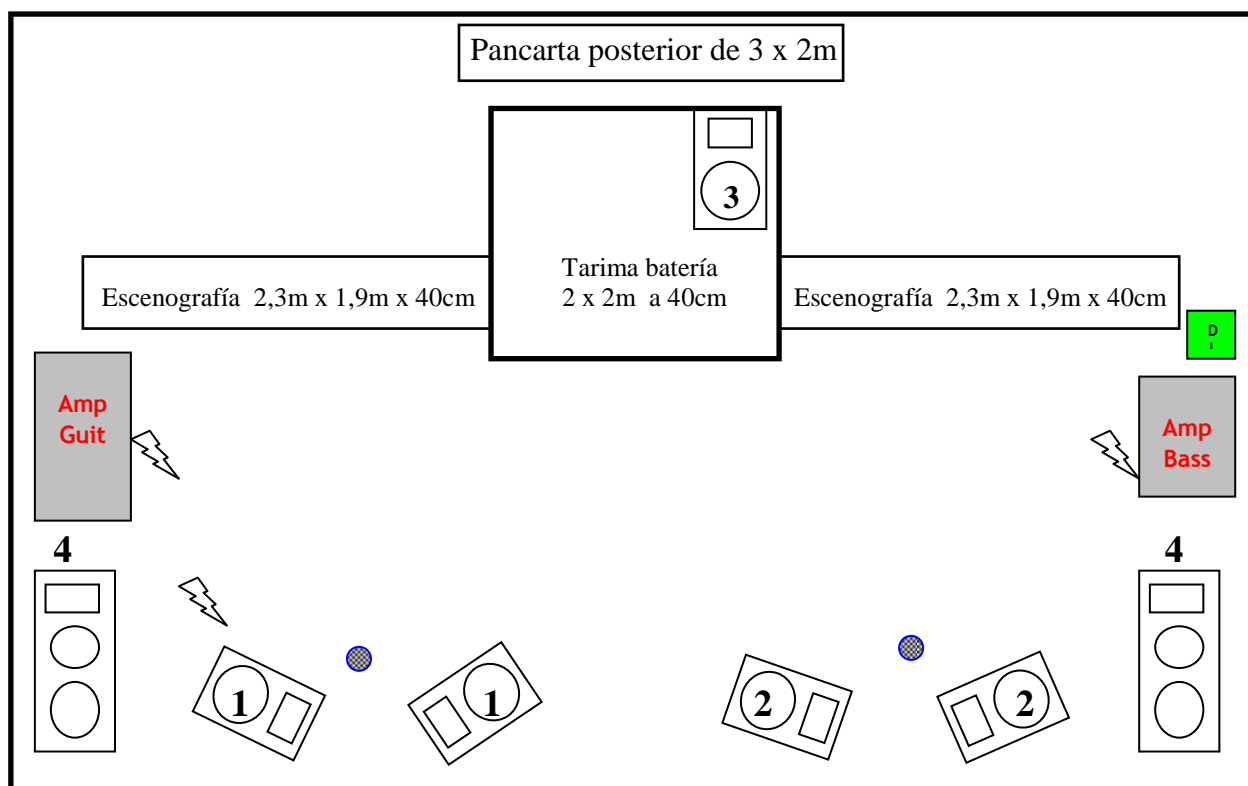 Pancarta posterior de 3 x 2m
3
Tarima batería
2 x 2m  a 40cm
Escenografía  2,3m x 1,9m x 40cm
Escenografía  2,3m x 1,9m x 40cm
D
Amp
Guit
Amp
Bass
4
4
1
1
2
2